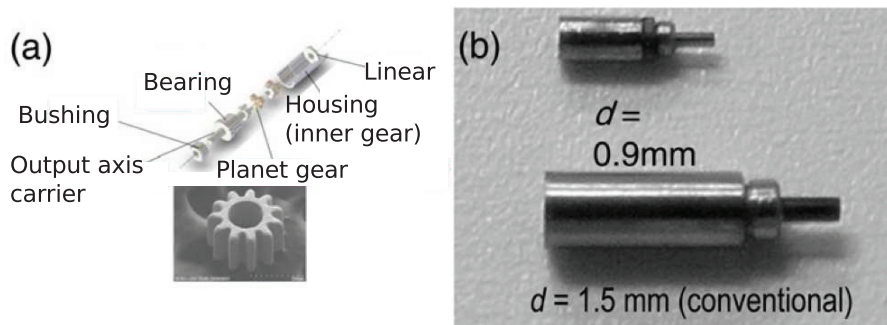 (a)
Linear
Bearing
Housing
(inner gear)
Bushing
Output axis
carrier
Planet gear
(b)
d =
0.9mm
d = 1.5 mm (conventional)